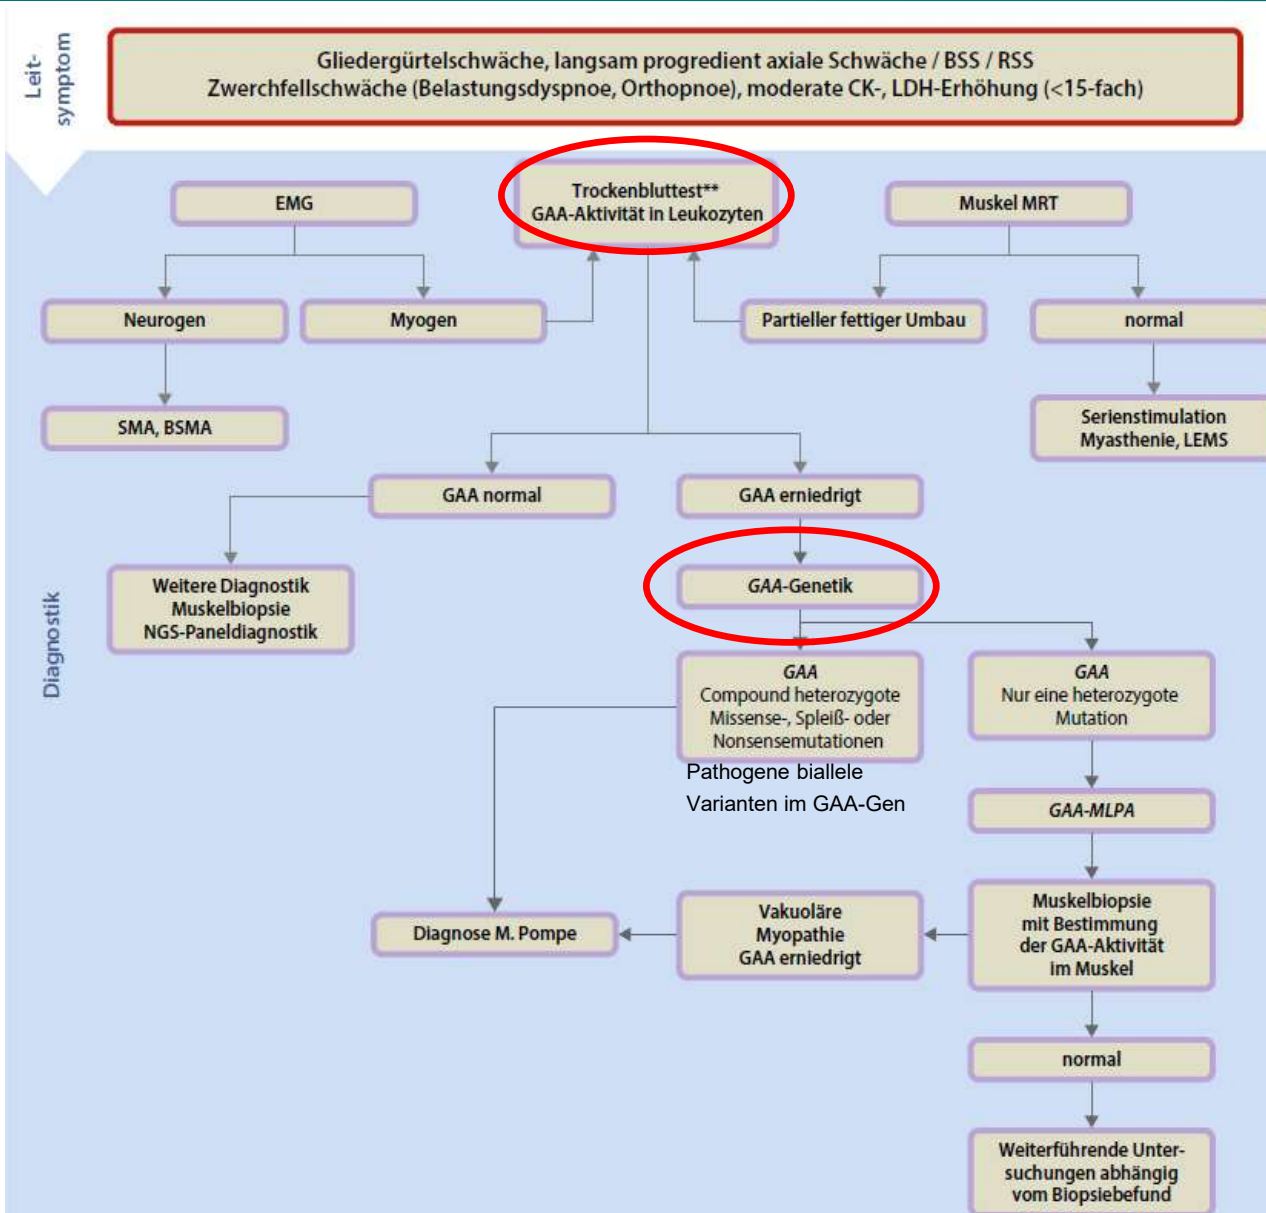 Leit-
symptom
Gliedergürtelschwäche, langsam progredient axiale Schwäche / BSS / RSS
Zwerchfellschwäche (Belastungsdyspnoe, Orthopnoe), moderate CK-, LDH-Erhöhung (<15-fach)
Diagnostik
EMG
Trockenbluttest**
GAA-Aktivität in Leukozyten
Muskel MRT
Neurogen
Myogen
Partieller fettiger Umbau
normal
SMA, BSMA
Serienstimulation
Myasthenie, LEMS
GAA normal
GAA erniedrigt
Weitere Diagnostik
Muskelbiopsie
NGS-Paneldiagnostik
GAA-Genetik
GAA
Compound heterozygote
Missense-, Spleiß- oder
Nonsensemutationen
Pathogene biallele
Varianten im GAA-Gen
GAA
Nur eine heterozygote
Mutation
GAA-MLPA
Diagnose M. Pompe
Vakuoläre
Myopathie
GAA erniedrigt
Muskelbiopsie
mit Bestimmung
der GAA-Aktivität
im Muskel
normal
Weiterführende Unter-
suchungen abhängig
vom Biopsiebefund